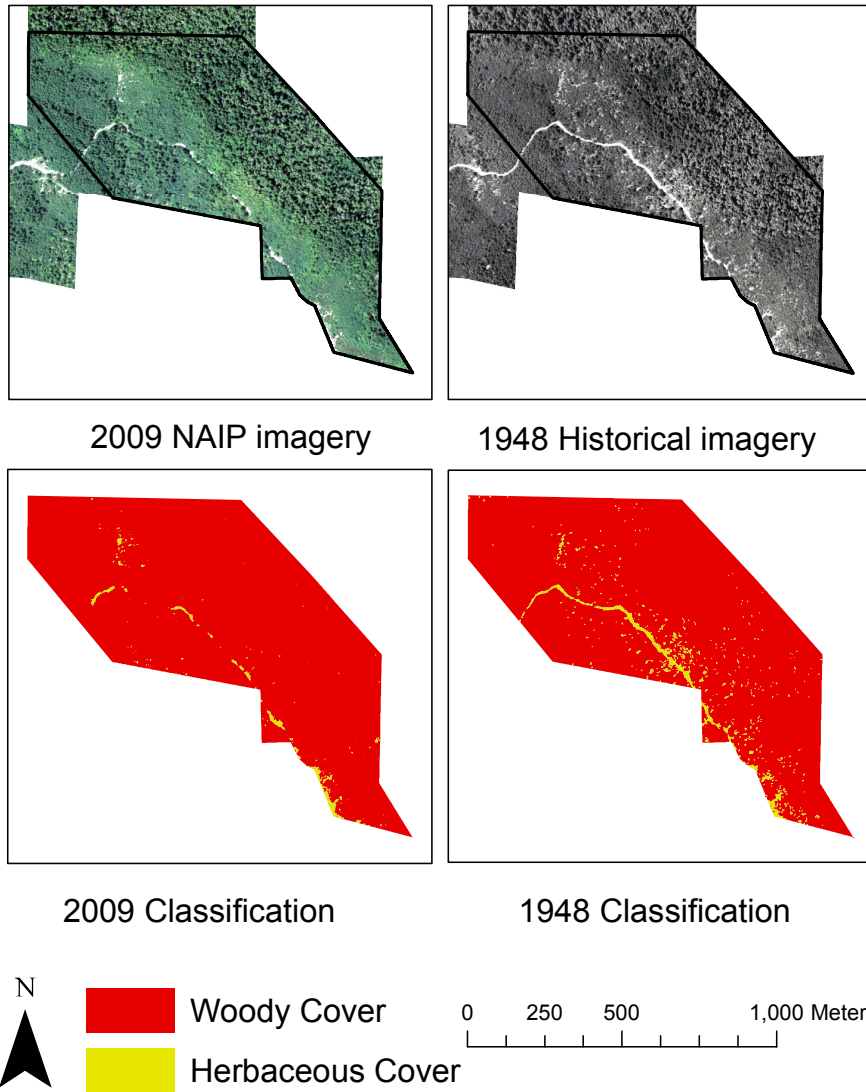 2009 NAIP imagery
1948 Historical imagery
2009 Classification
1948 Classification
N
Woody Cover
Herbaceous Cover
0 250 500 1,000 Meter